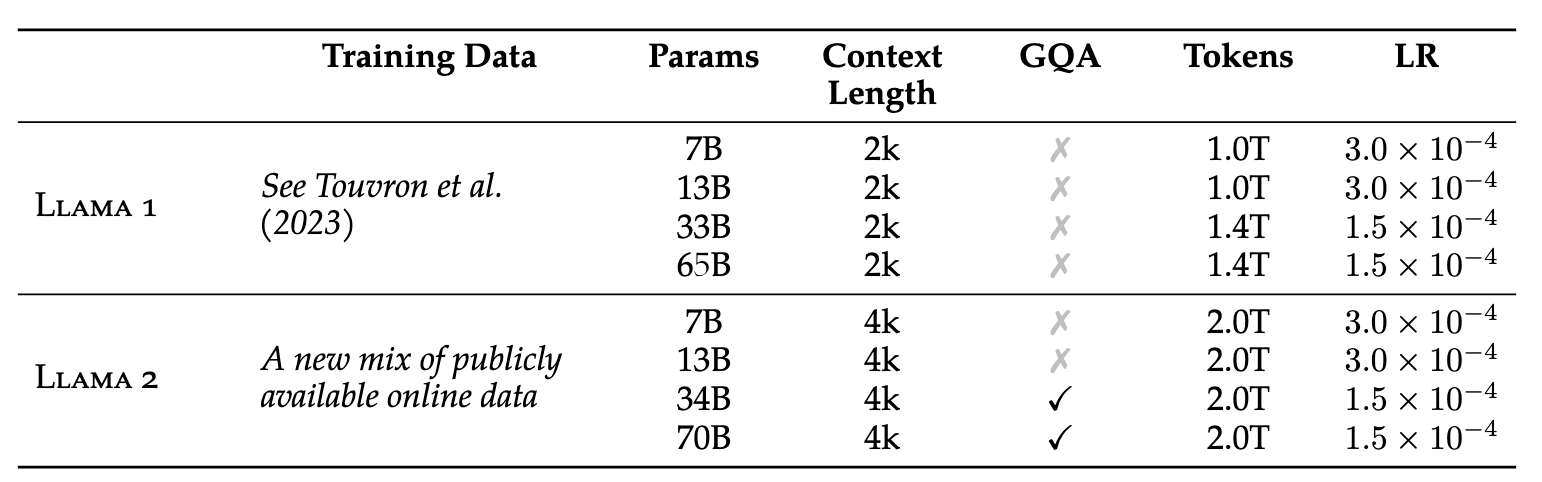 Training Data Params Context Length GQA Tokens LR
LLAMA 1 See Touvron et al. (2023)
7B 2k ✗ 1.0T 3.0 × 10⁻⁴
13B 2k ✗ 1.0T 3.0 × 10⁻⁴
33B 2k ✗ 1.4T 1.5 × 10⁻⁴
65B 2k ✗ 1.4T 1.5 × 10⁻⁴
LLAMA 2 A new mix of publicly available online data
7B 4k ✗ 2.0T 3.0 × 10⁻⁴
13B 4k ✗ 2.0T 3.0 × 10⁻⁴
34B 4k ✓ 2.0T 1.5 × 10⁻⁴
70B 4k ✓ 2.0T 1.5 × 10⁻⁴